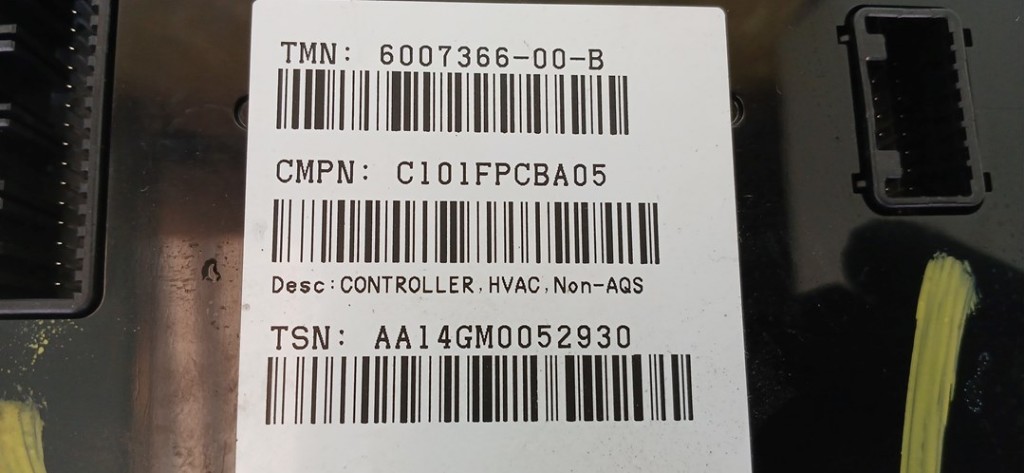 TMN: 6007366-00-B
CMPN: C101FPCBA05
Desc:CONTROLLER,HVAC,Non-AQS
TSN: AA14GM0052930